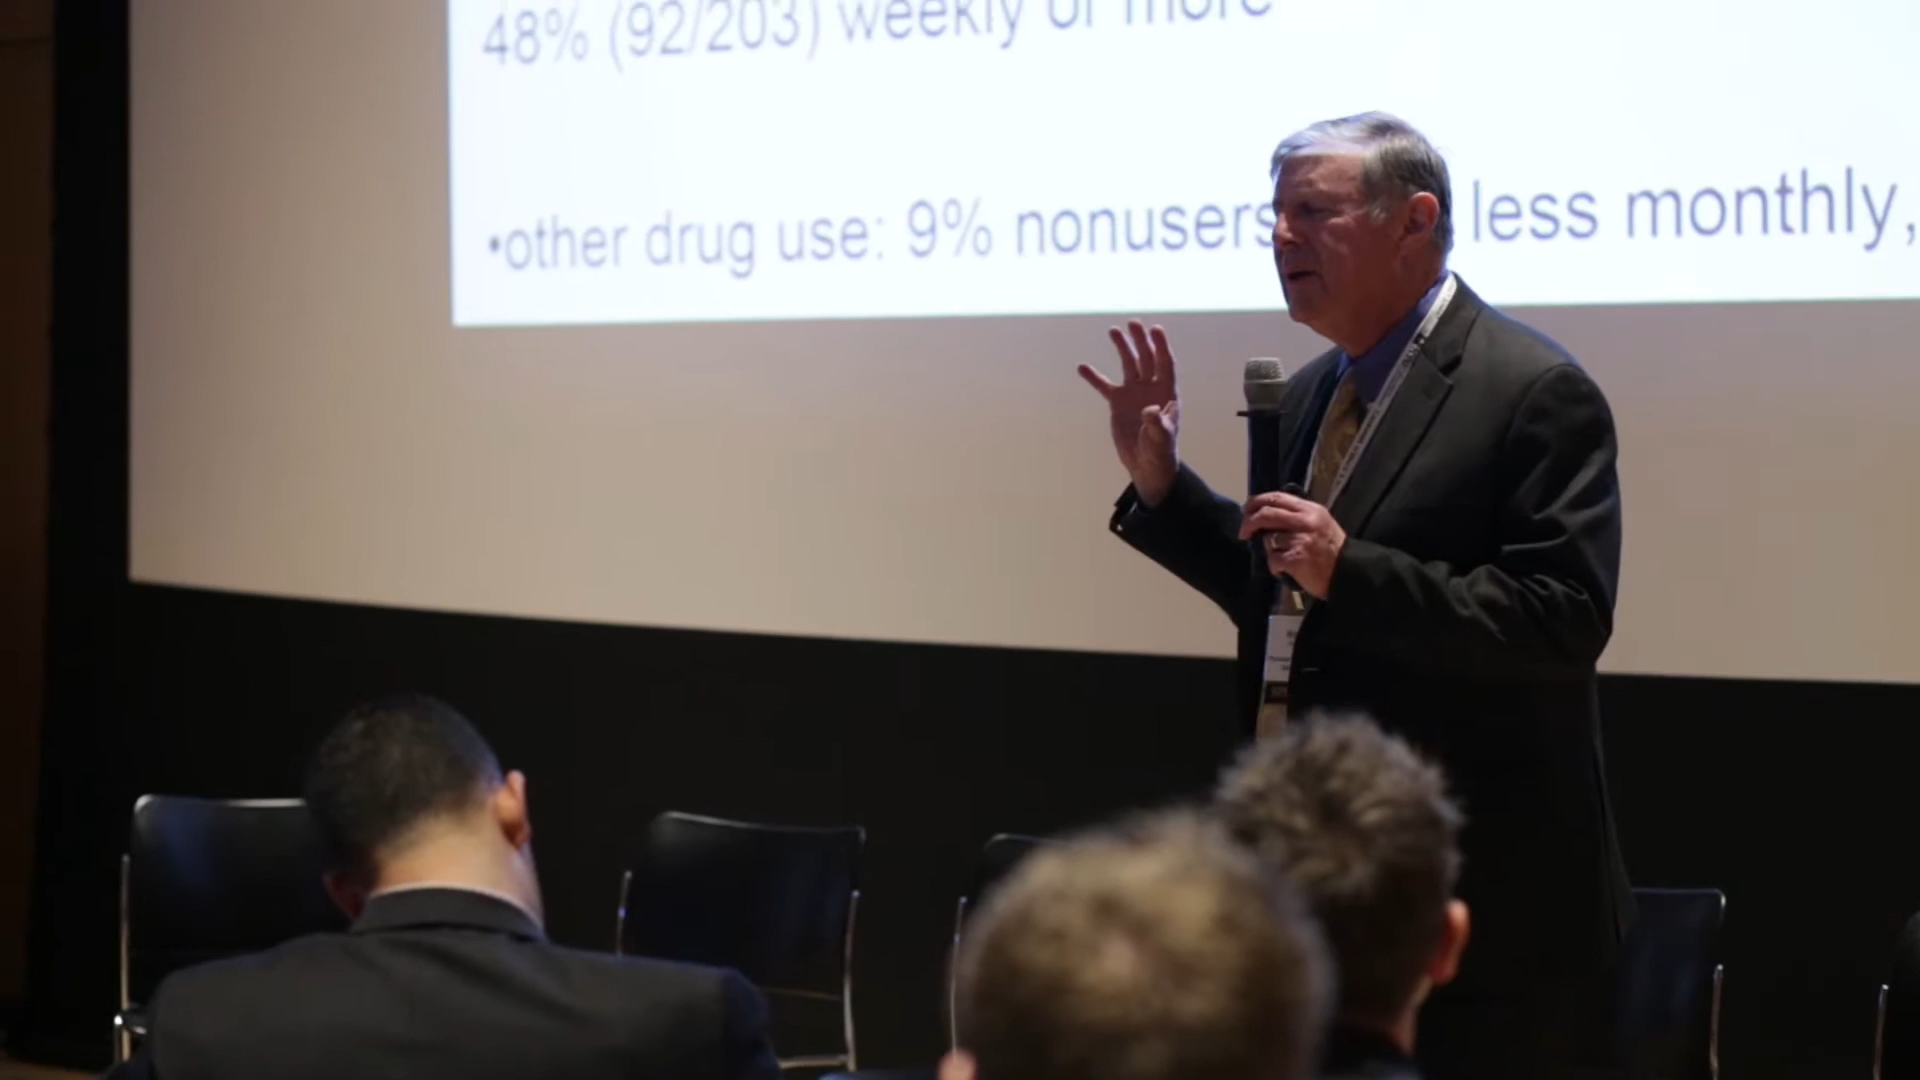 48% (92/203) weekly or more
•other drug use: 9% nonusers less monthly,